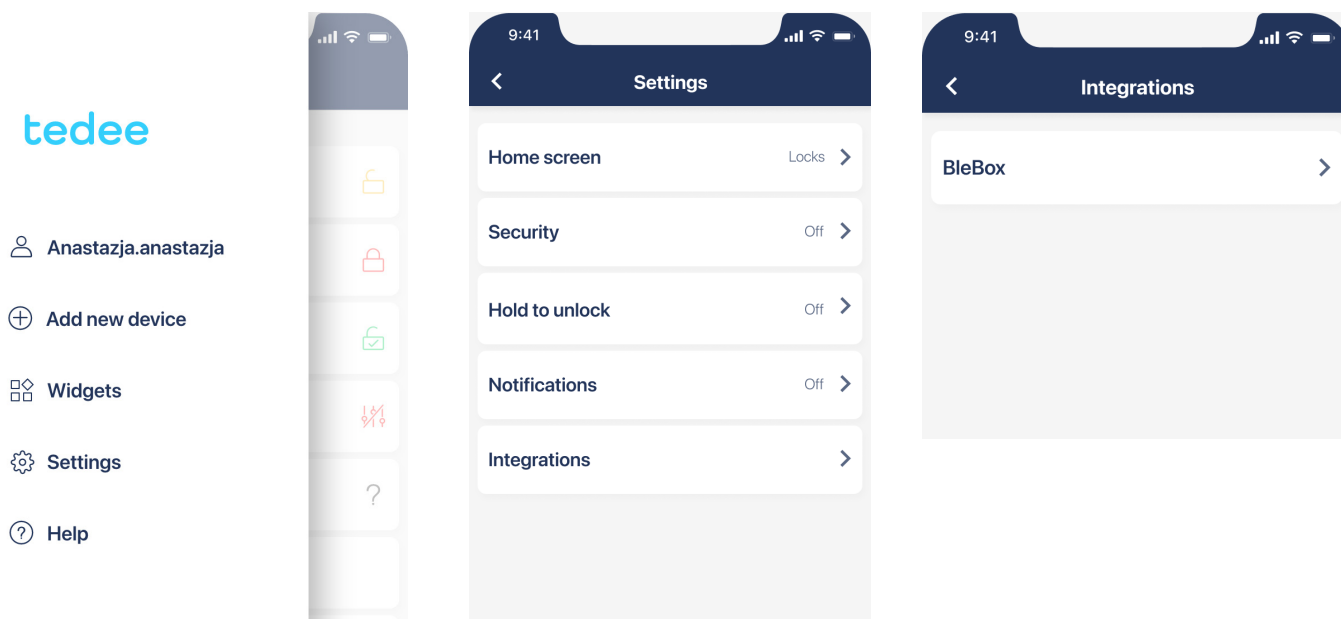 tedee
Anastazja.anastazja
Add new device
Widgets
Settings
Help
?
9:41
Settings
Home screen Locks
Security Off
Hold to unlock Off
Notifications Off
Integrations
9:41
Integrations
BleBox